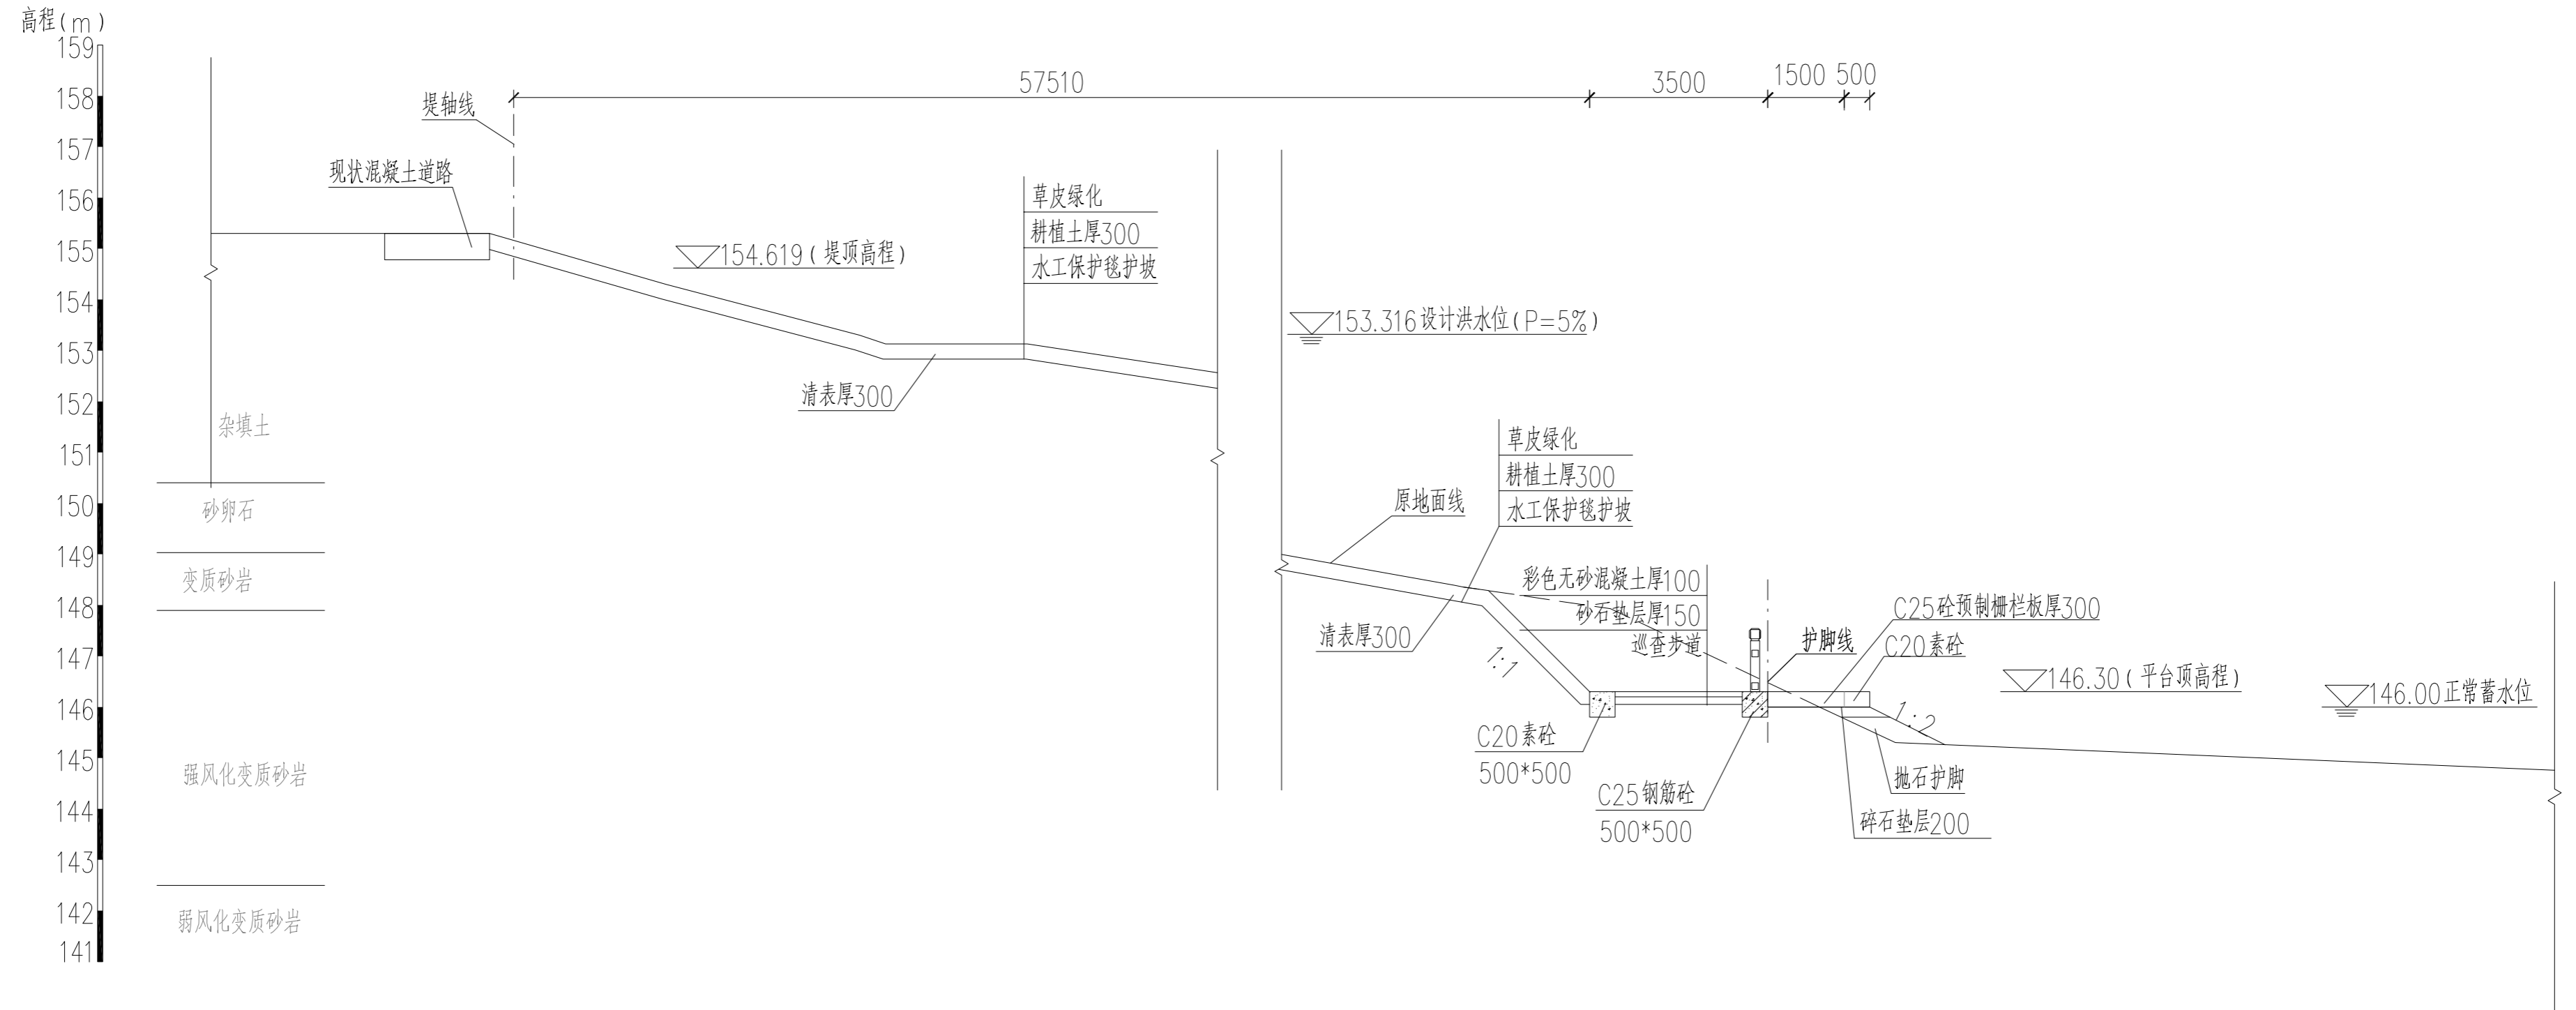 高程(m)
159
158
157
156
155
154
153
152
151
150
149
148
147
146
145
144
143
142
141
57510
3500
1500
500
堤轴线
现状混凝土道路
154.619(堤顶高程)
草皮绿化
耕植土厚300
水工保护毯护坡
清表厚300
153.316设计洪水位(P=5%)
杂填土
砂卵石
变质砂岩
强风化变质砂岩
弱风化变质砂岩
原地面线
草皮绿化
耕植土厚300
水工保护毯护坡
清表厚300
1:1
彩色无砂混凝土厚100
砂石垫层厚150
巡查步道
护脚线
C25砼预制栅栏板厚300
C20素砼
146.30(平台顶高程)
146.00正常蓄水位
1:2
C20素砼
500*500
C25钢筋砼
500*500
抛石护脚
碎石垫层200